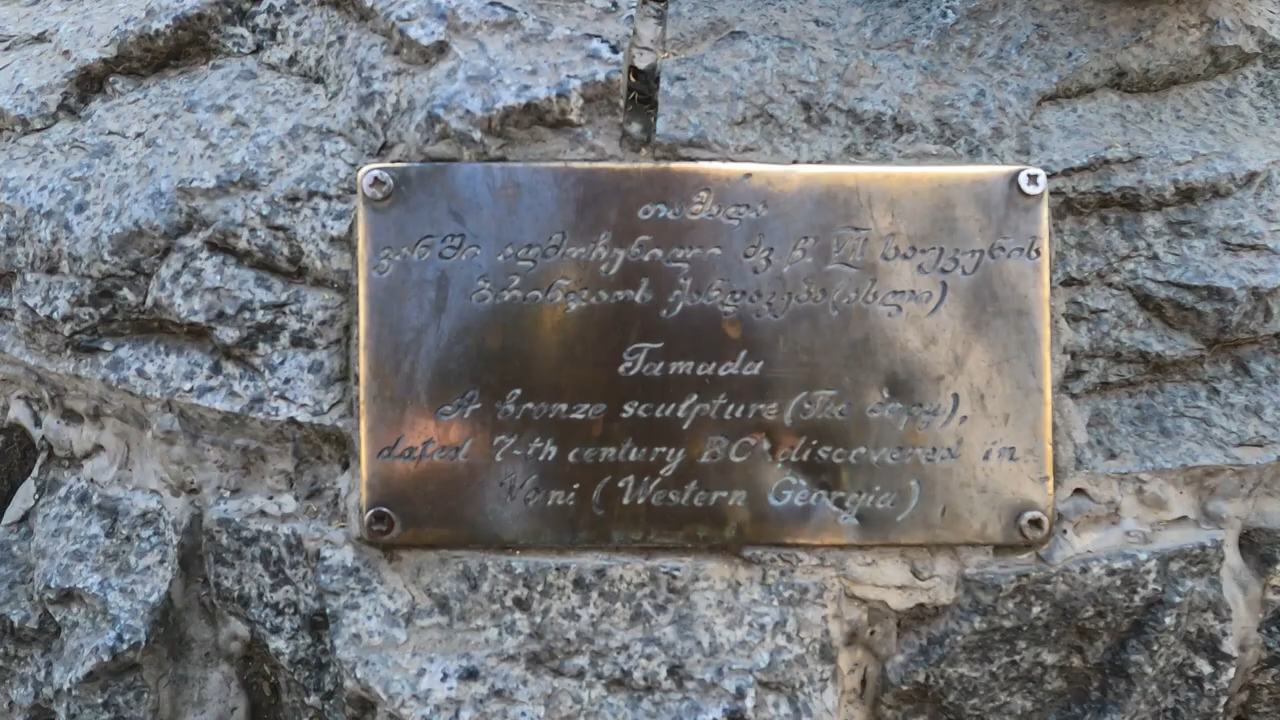 თამადა
ვანში აღმოჩენილი ძვ წ VII საუკუნის
ბრინჯაოს ქანდაკება(ასლი)
Tamada
A bronze sculpture (The copy),
dated 7-th century BC discovered in
Vani (Western Georgia)